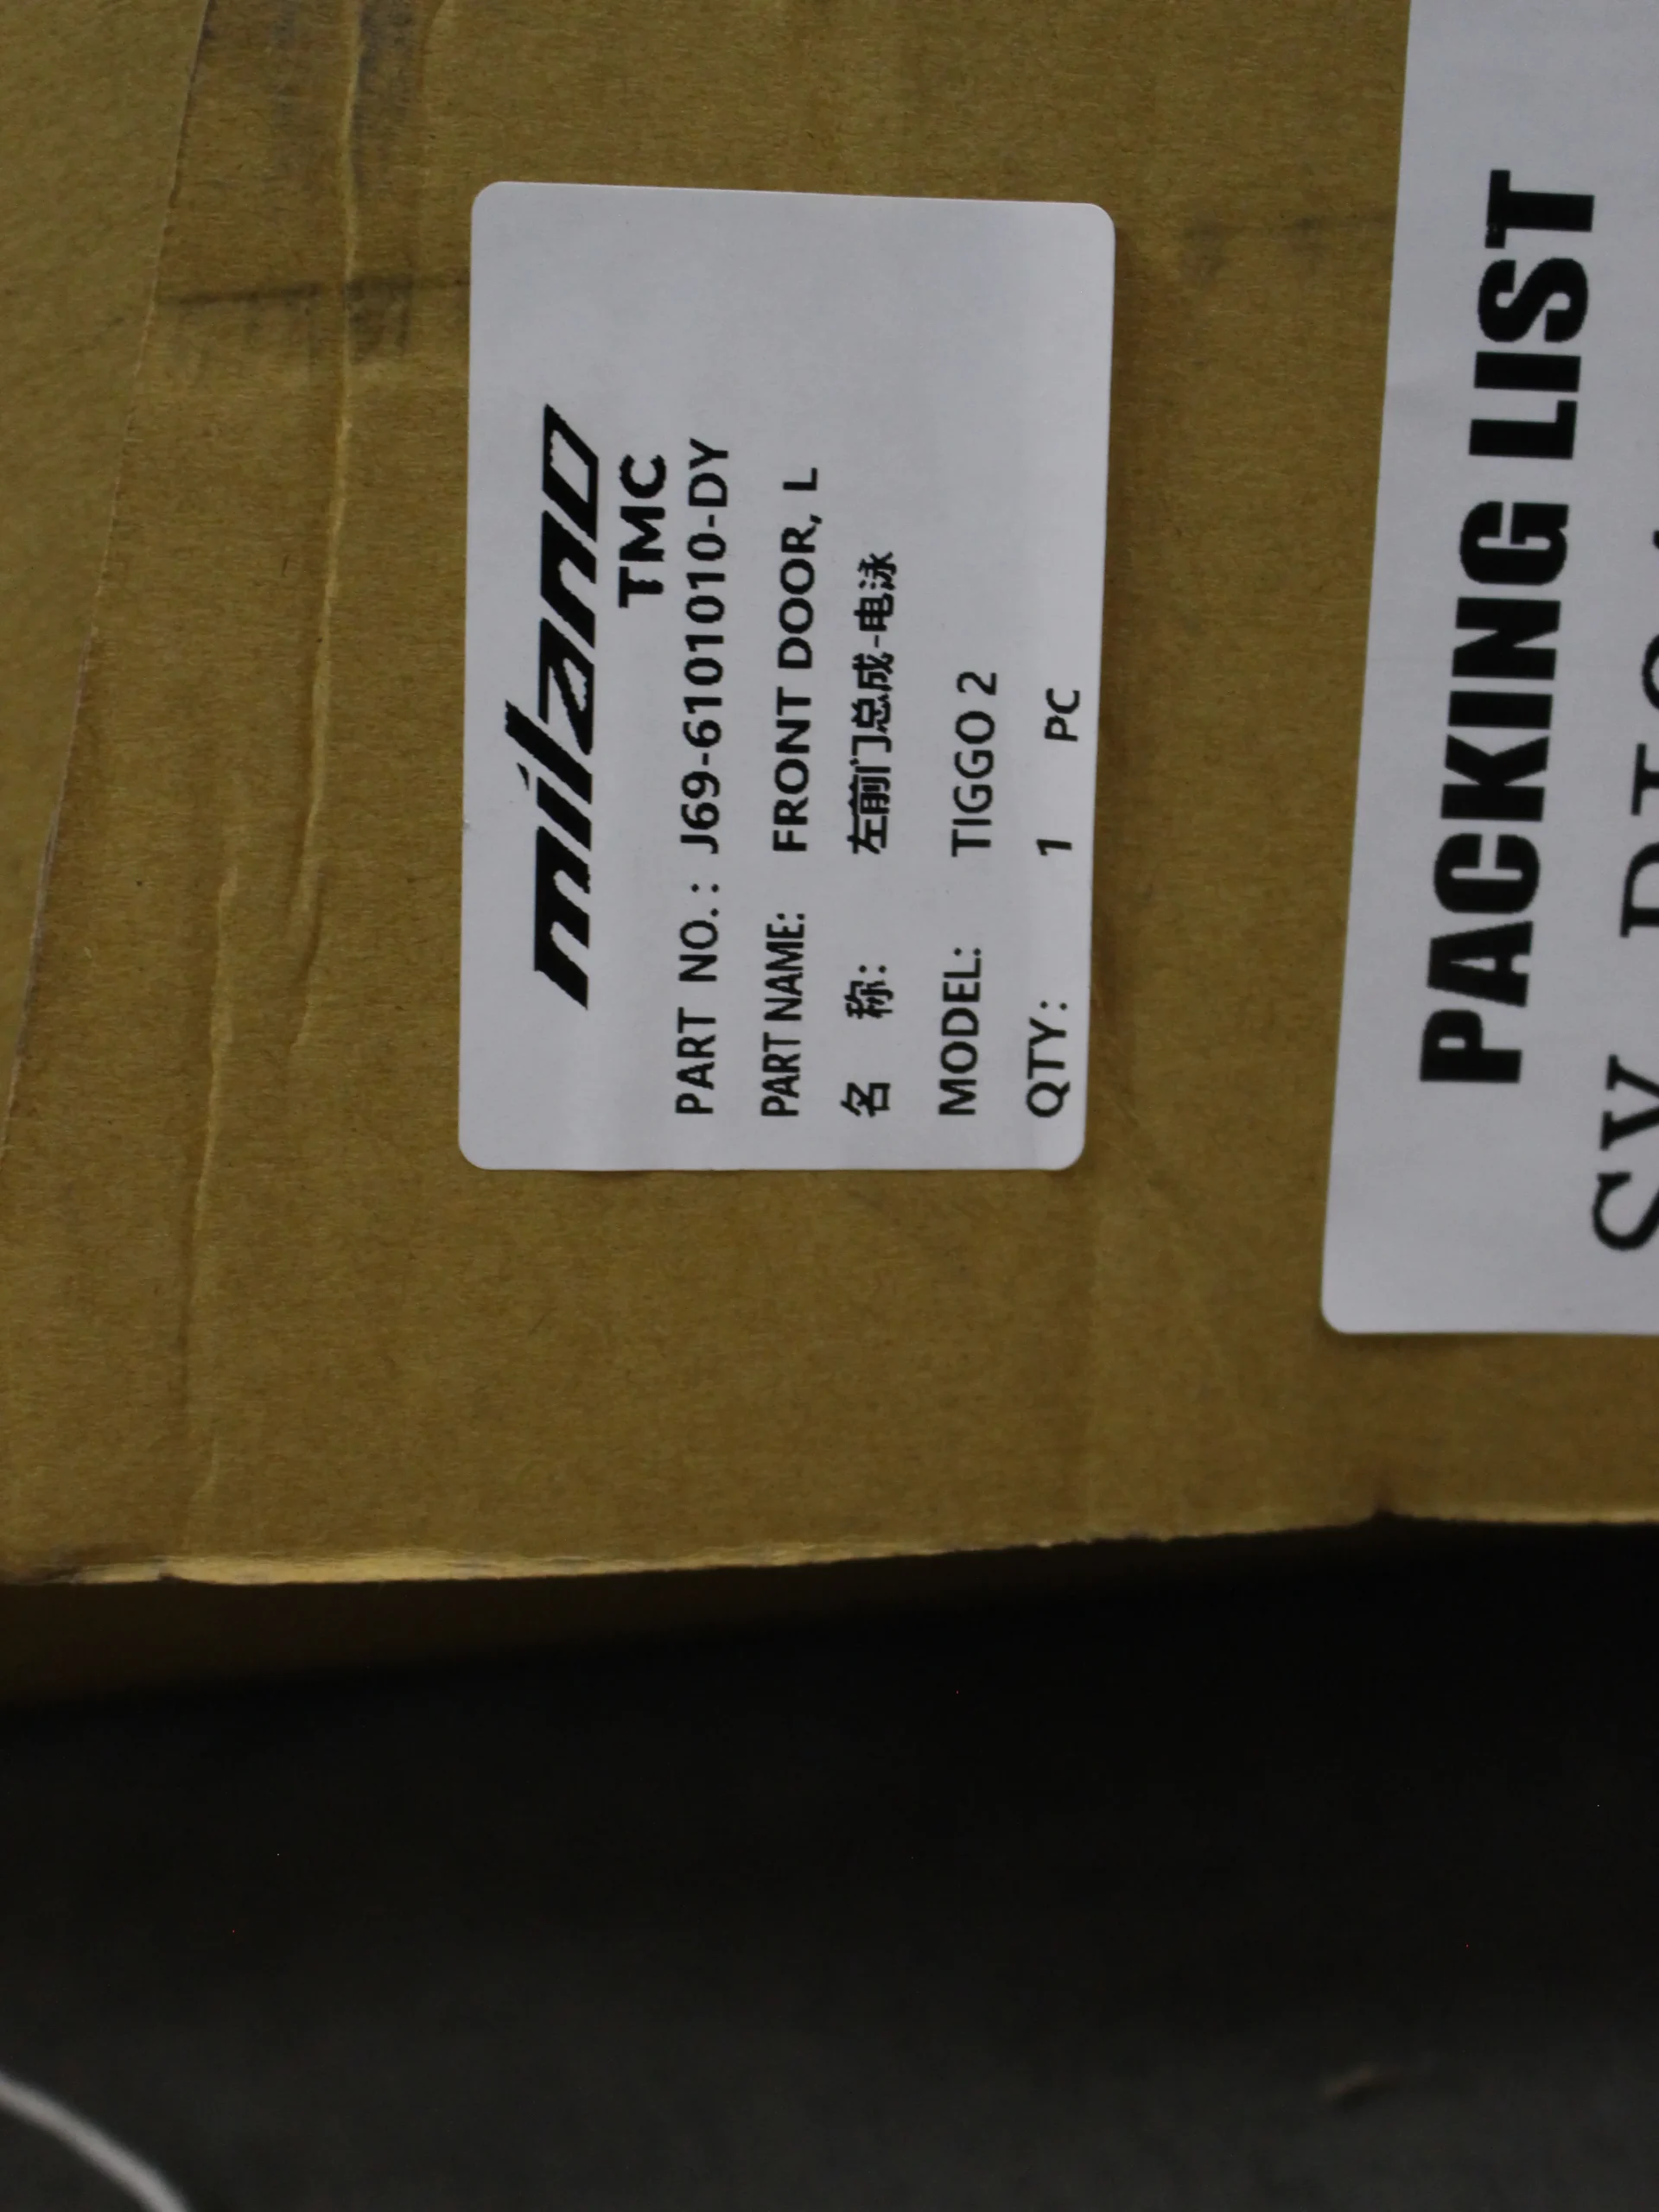 milzano
TMC
PART NO.: J69-6101010-DY
PART NAME: FRONT DOOR, L
名 称: 左前门总成-电泳
MODEL: TIGGO 2
QTY: 1 PC
PACKING LIST